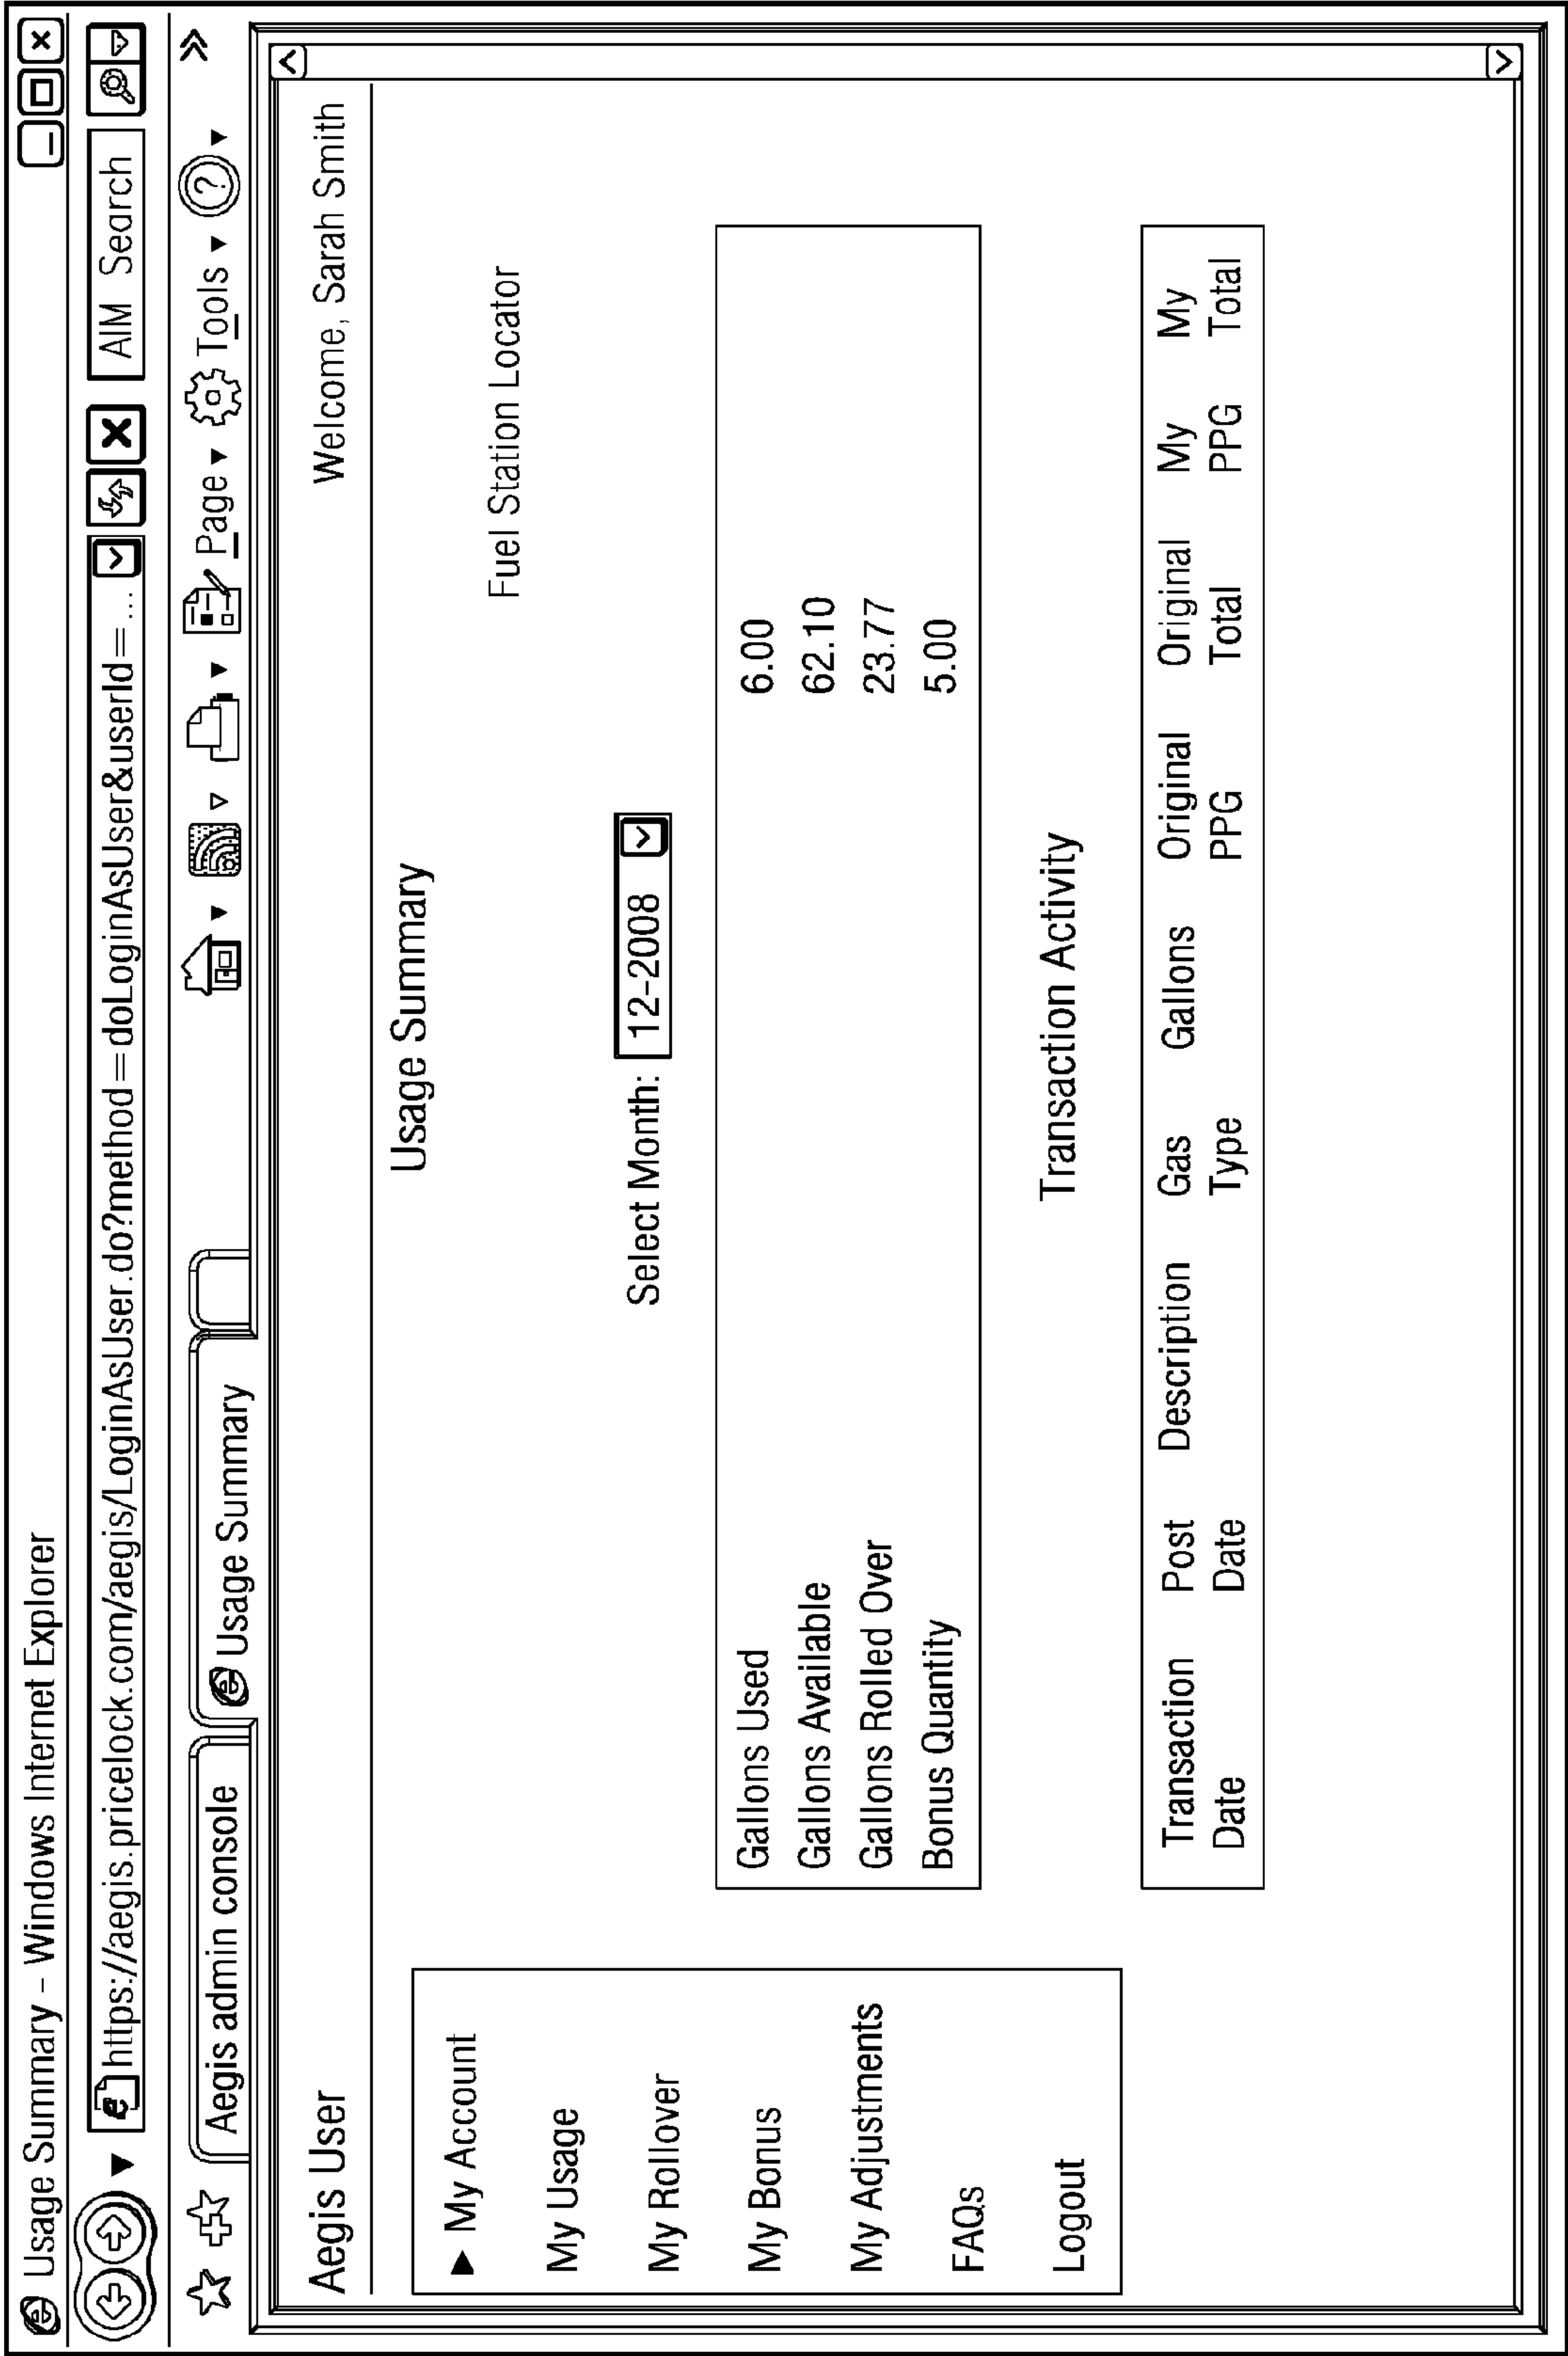 Usage Summary - Windows Internet Explorer
https://aegis.pricelock.com/aegis/LoginAsUser.do?method=doLoginAsUser&userId=...
AIM Search
Aegis admin console
Usage Summary
Page
Tools
Aegis User
Welcome, Sarah Smith
My Account
My Usage
My Rollover
My Bonus
My Adjustments
FAQs
Logout
Usage Summary
Fuel Station Locator
Select Month: 12-2008
Gallons Used 6.00
Gallons Available 62.10
Gallons Rolled Over 23.77
Bonus Quantity 5.00
Transaction Activity
Transaction Post Description Gas Gallons Original Original My My
Date Date Type PPG Total PPG Total